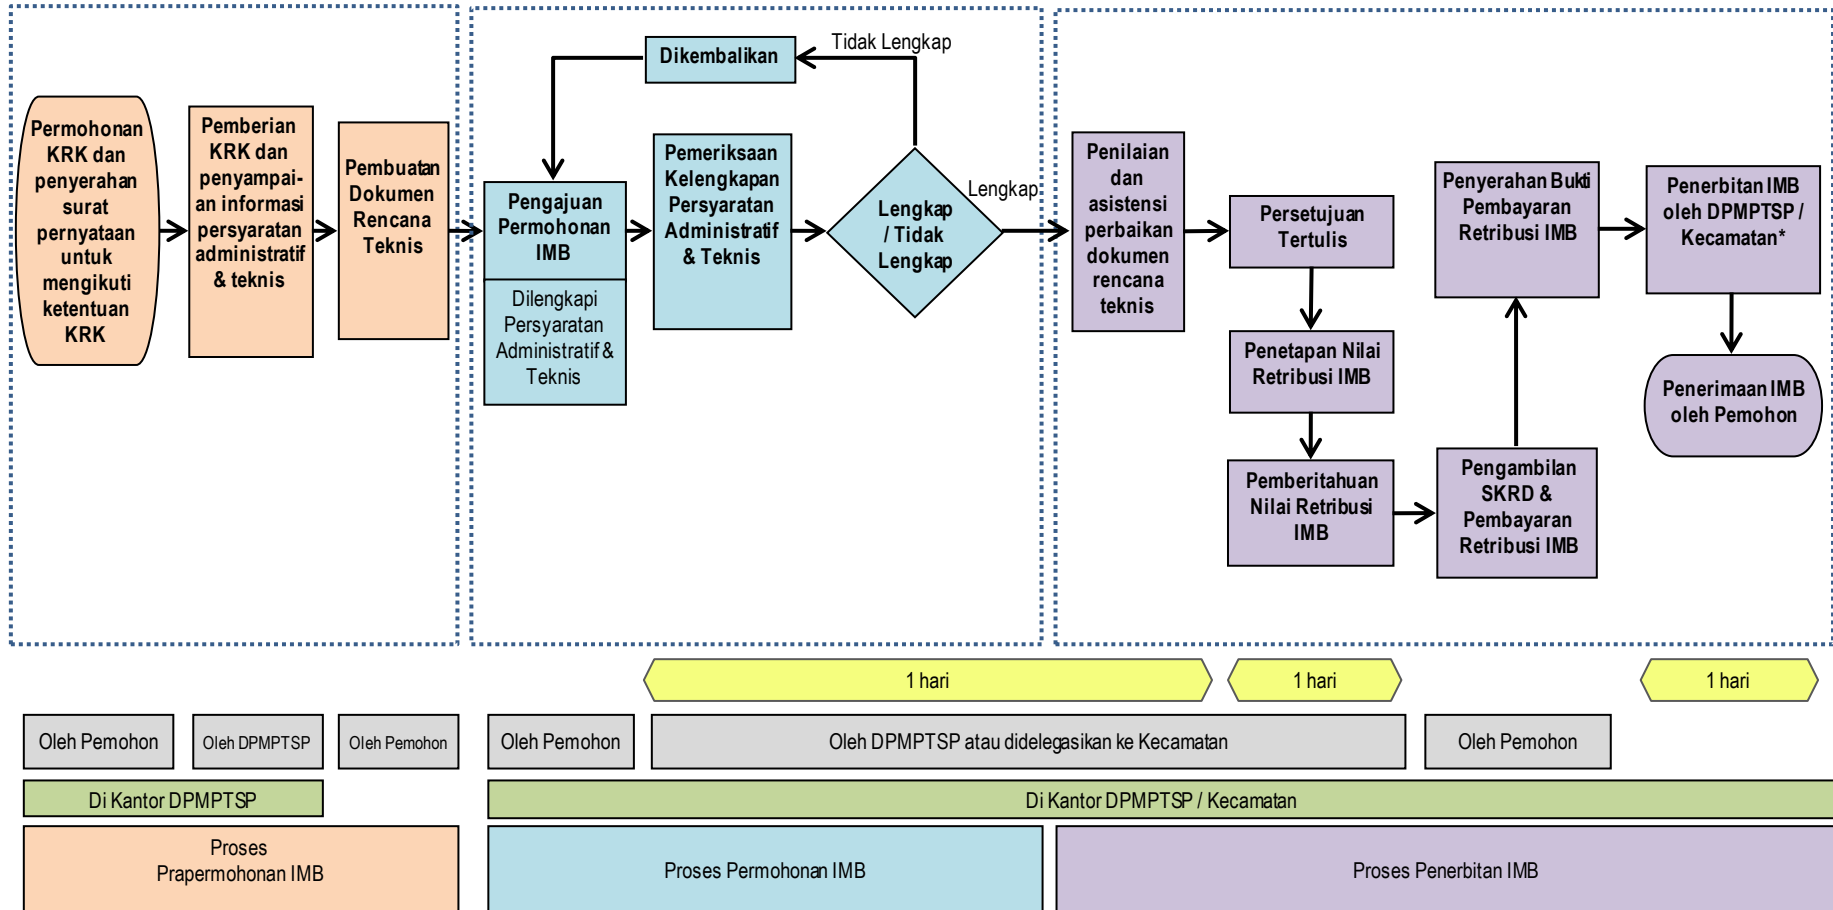 Permohonan
KRK dan
penyerahan
surat
pernyataan
untuk
mengikuti
ketentuan
KRK
Pemberian
KRK dan
penyampai-
an informasi
persyaratan
administratif
& teknis
Pembuatan
Dokumen
Rencana
Teknis
Dikembalikan
Tidak Lengkap
Pengajuan
Permohonan
IMB
Dilengkapi
Persyaratan
Administratif &
Teknis
Pemeriksaan
Kelengkapan
Persyaratan
Administratif
& Teknis
Lengkap
/ Tidak
Lengkap
Lengkap
Penilaian
dan
asistensi
perbaikan
dokumen
rencana
teknis
Persetujuan
Tertulis
Penetapan Nilai
Retribusi IMB
Pemberitahuan
Nilai Retribusi
IMB
Pengambilan
SKRD &
Pembayaran
Retribusi IMB
Penyerahan Bukti
Pembayaran
Retribusi IMB
Penerbitan IMB
oleh DPMPTSP /
Kecamatan*
Penerimaan IMB
oleh Pemohon
1 hari
1 hari
1 hari
Oleh Pemohon
Oleh DPMPTSP
Oleh Pemohon
Oleh Pemohon
Oleh DPMPTSP atau didelegasikan ke Kecamatan
Oleh Pemohon
Di Kantor DPMPTSP
Di Kantor DPMPTSP / Kecamatan
Proses
Prapermohonan IMB
Proses Permohonan IMB
Proses Penerbitan IMB